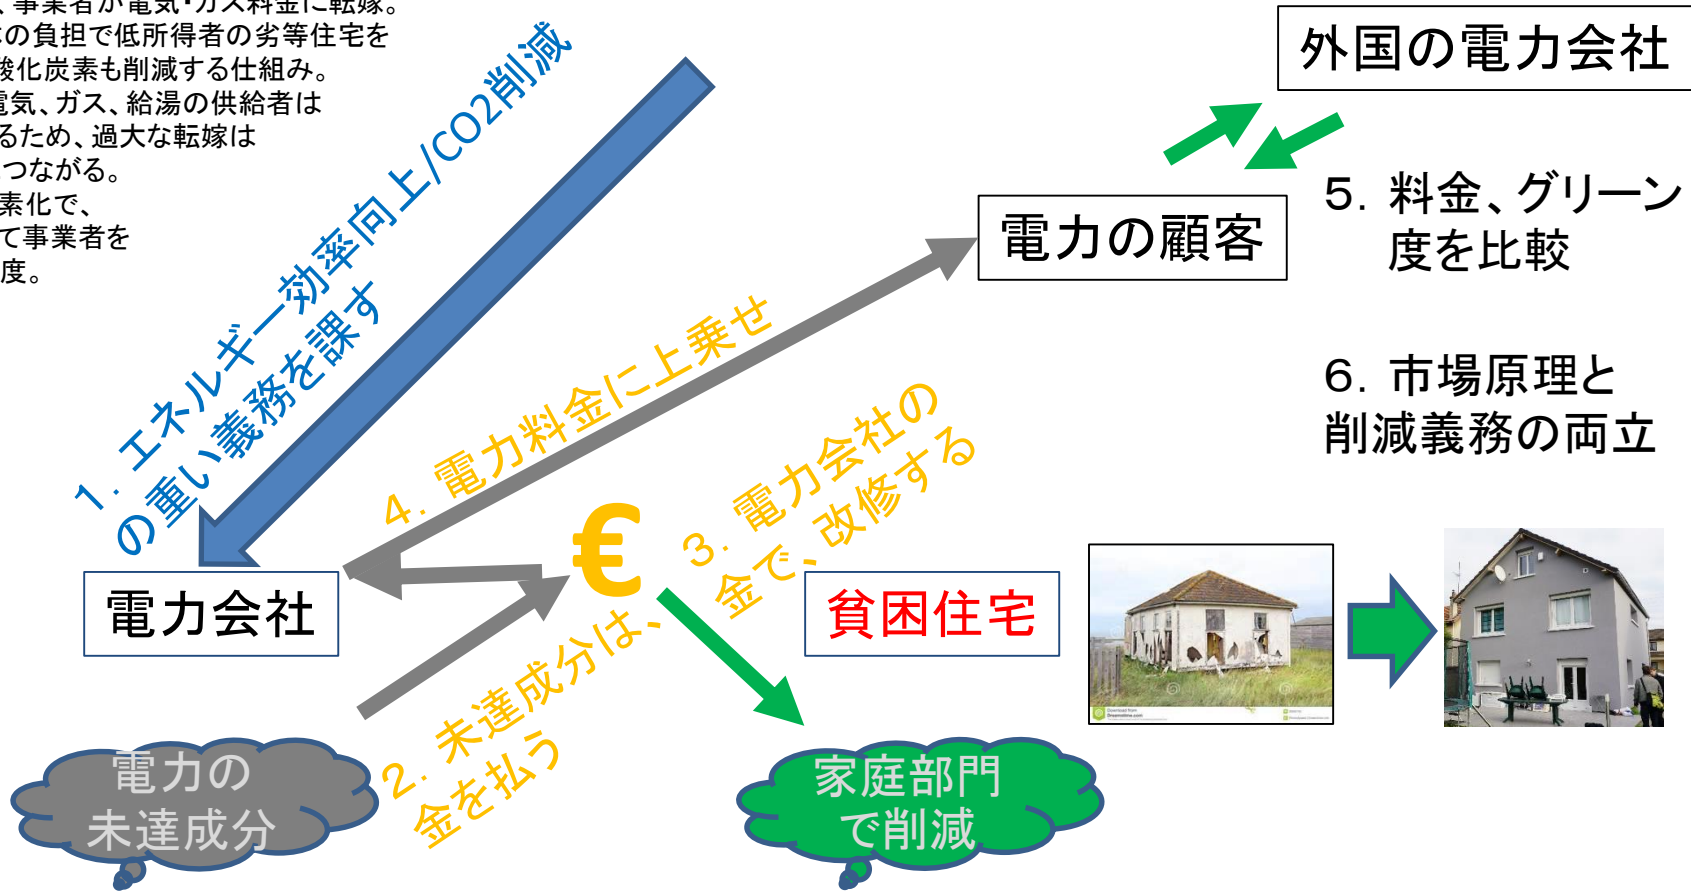 、事業者が電気・ガス料金に転嫁。
の負担で低所得者の劣等住宅を
酸化炭素も削減する仕組み。
電気、ガス、給湯の供給者は
るため、過大な転嫁は
つながる。
素化で、
て事業者を
度。
外国の電力会社
電力の顧客
5. 料金、グリーン
度を比較
6. 市場原理と
削減義務の両立
1. エネルギー効率向上/CO2削減
の重い義務を課す
4. 電力料金に上乗せ
€
3. 電力会社の
金で、改修する
電力会社
貧困住宅
2. 未達成分は、
金を払う
電力の
未達成分
家庭部門
で削減